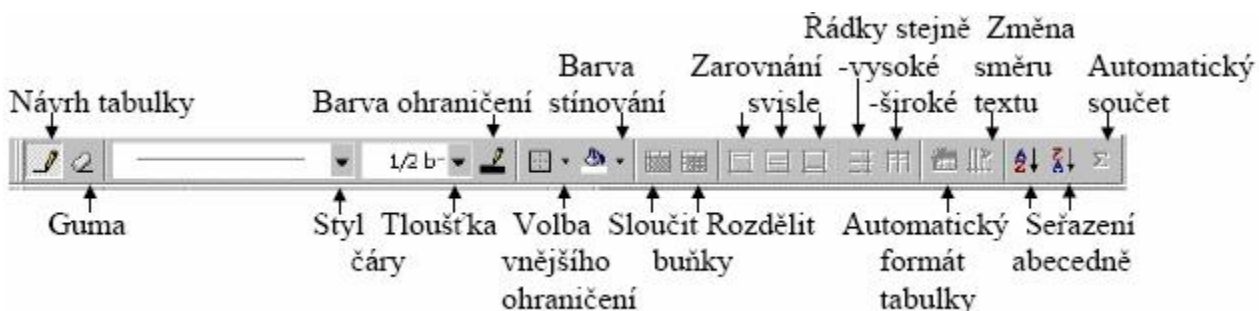 Řádky stejně Změna
Barva Zarovnání -vysoké směru Automatický
Návrh tabulky Barva ohraničení stínování svisle -široké textu součet
1/2 b
Guma Styl Tloušťka Volba Sloučit Rozdělit Automatický Seřazení
čáry vnějšího buňky formát abecedně
ohraničení tabulky